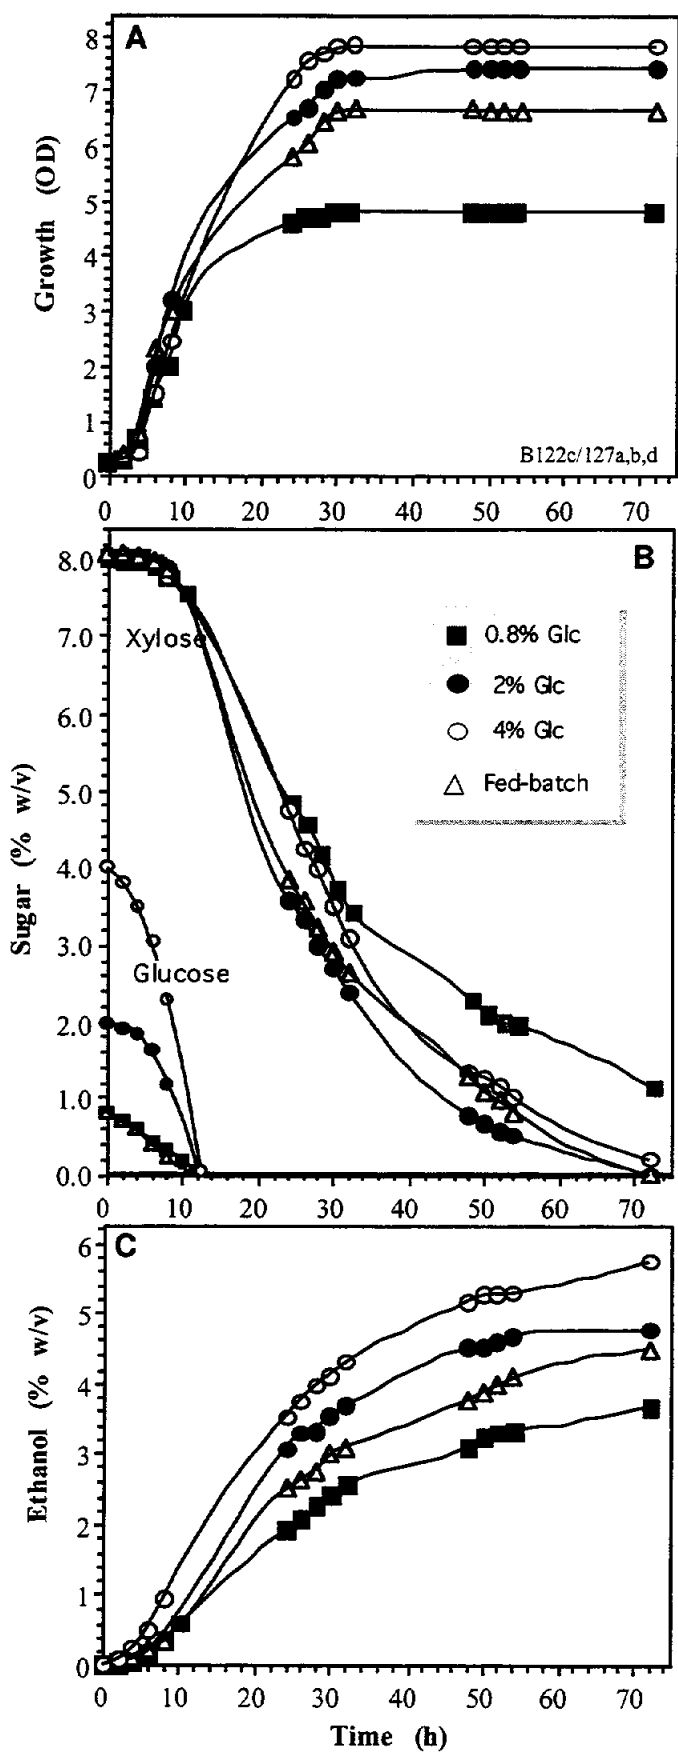 A
8
7
6
5
4
3
2
1
0
Growth (OD)
B122c/127a,b,d
0 10 20 30 40 50 60 70
B
8.0
7.0
6.0
5.0
4.0
3.0
2.0
1.0
0.0
Sugar (% w/v)
Xylose
Glucose
0.8% Glc
2% Glc
4% Glc
Fed-batch
0 10 20 30 40 50 60 70
C
6
5
4
3
2
1
0
Ethanol (% w/v)
0 10 20 30 40 50 60 70
Time (h)